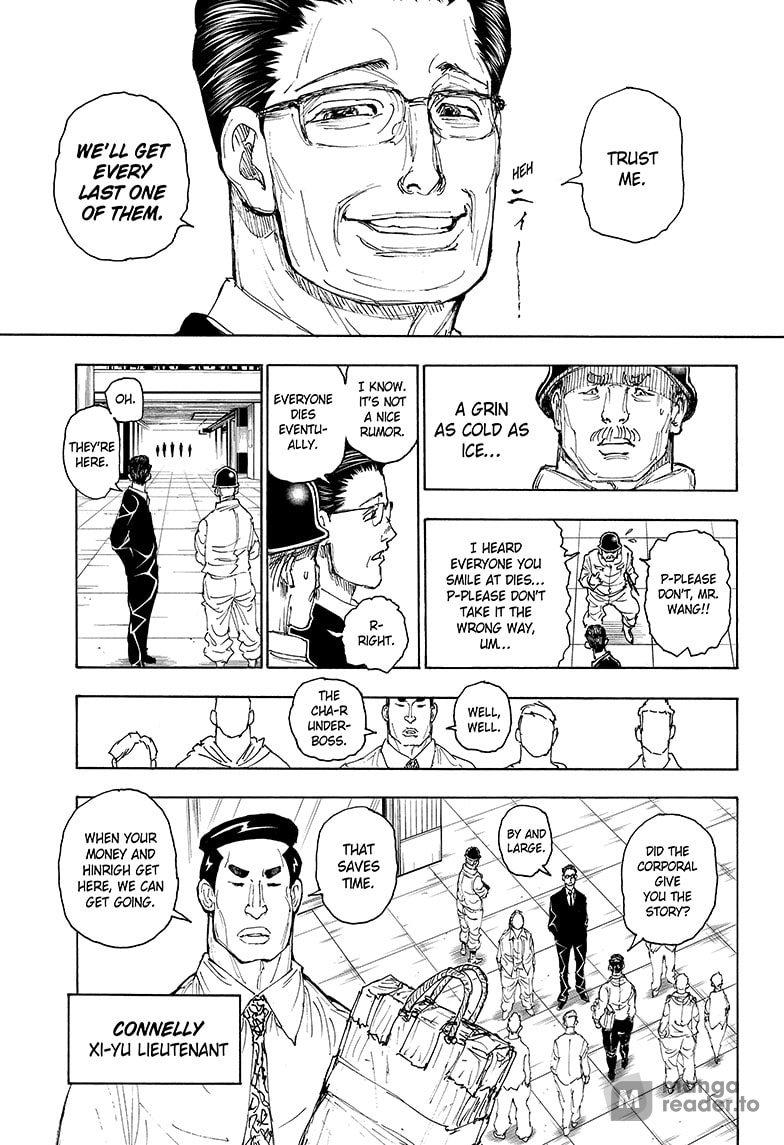 TRUST
ME.
HEH
ニィ――
WE'LL GET
EVERY
LAST ONE
OF THEM.
A GRIN
AS COLD AS
ICE...
P-PLEASE
DON'T, MR.
WANG!!
I HEARD
EVERYONE YOU
SMILE AT DIES...
P-PLEASE DON'T
TAKE IT THE
WRONG WAY,
UM...
I KNOW.
IT'S NOT
A NICE
RUMOR.
EVERYONE
DIES
EVENTU-
ALLY.
R-
RIGHT.
OH.
THEY'RE
HERE.
WELL,
WELL.
THE
CHA-R
UNDER-
BOSS.
DID THE
CORPORAL
GIVE
YOU THE
STORY?
BY AND
LARGE.
THAT
SAVES
TIME.
WHEN YOUR
MONEY AND
HINRIGH GET
HERE, WE CAN
GET GOING.
CONNELLY
XI-YU LIEUTENANT
M manga
reader.to